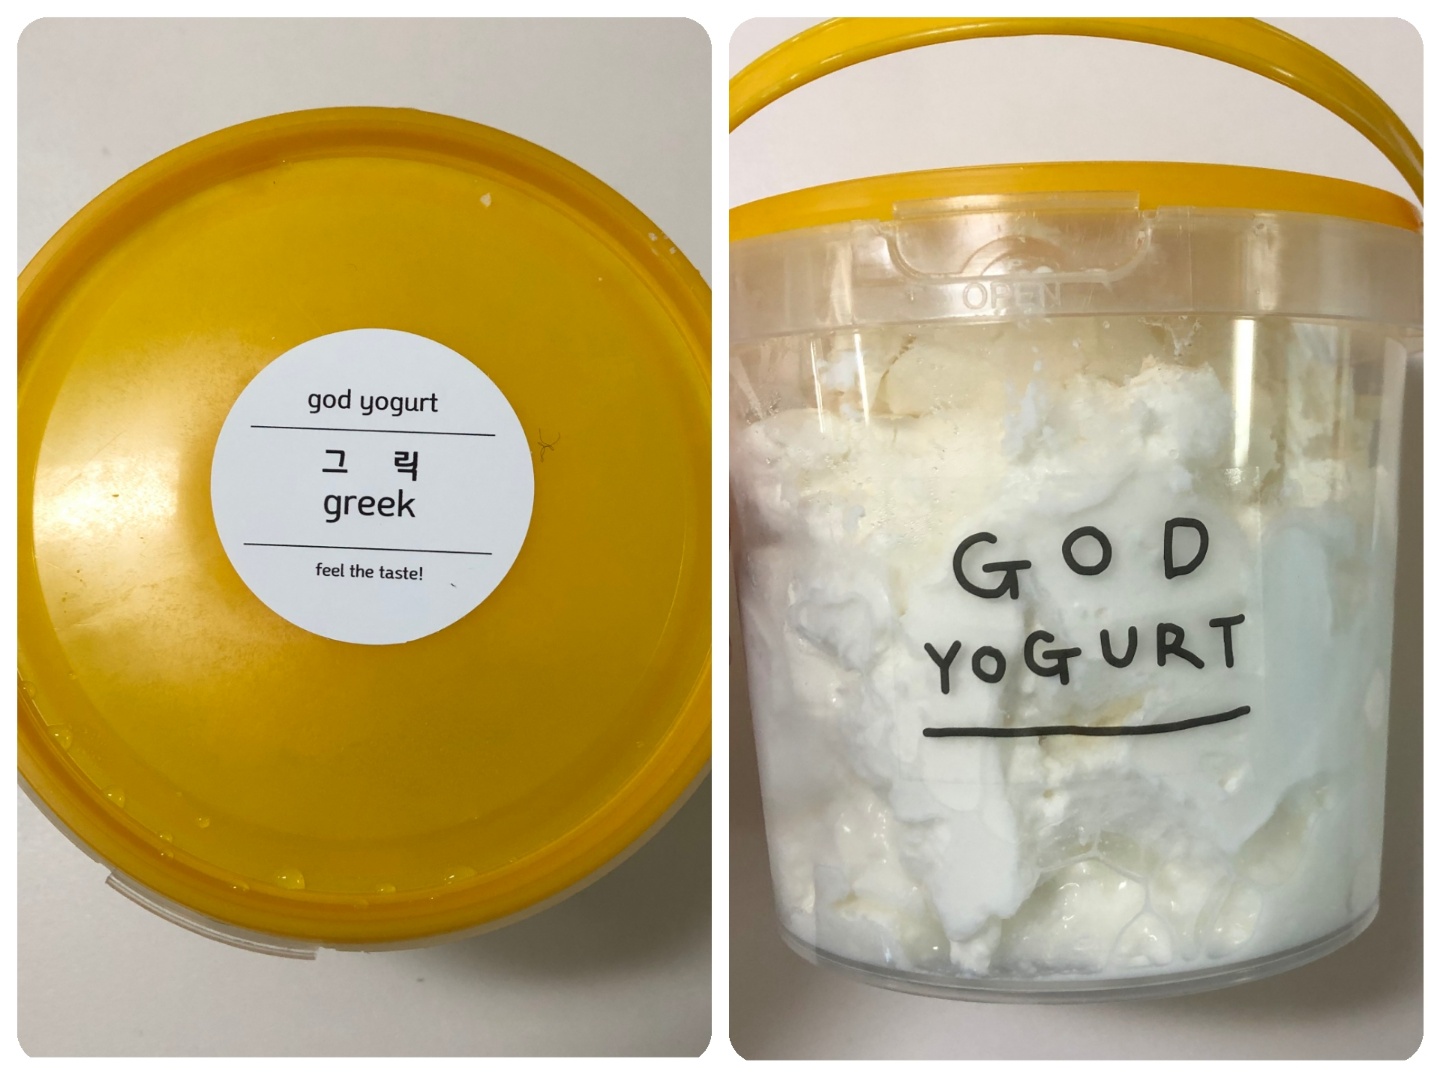 god yogurt
그 릭
greek
feel the taste!
OPEN
GOD
YOGURT